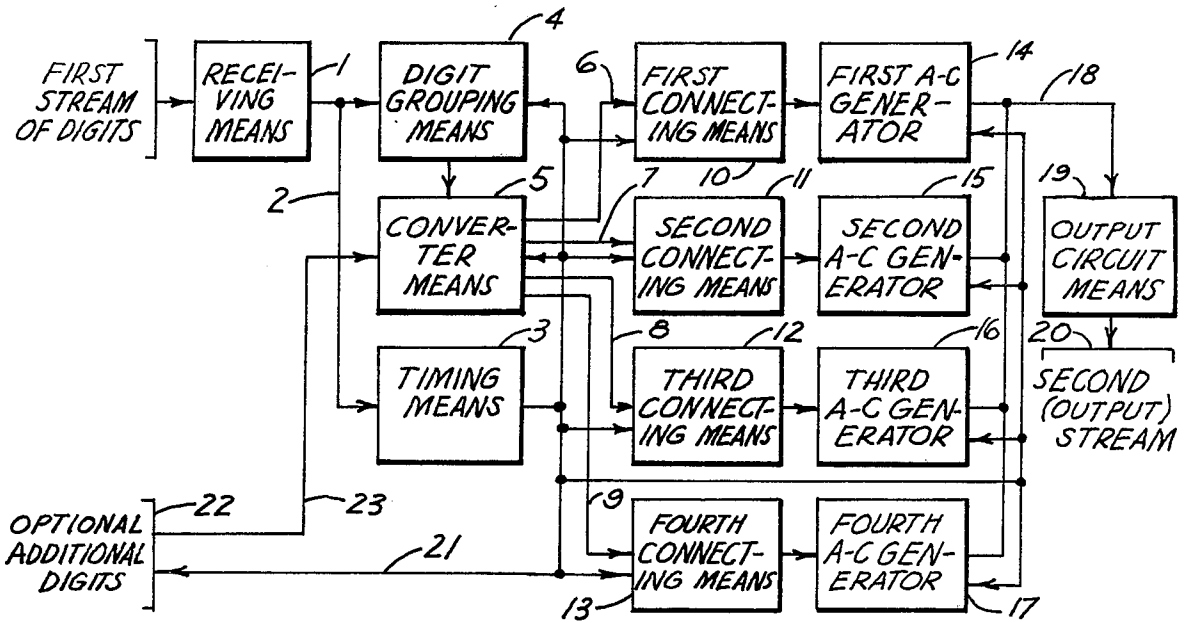 FIRST
STREAM
OF DIGITS
RECEI-
VING
MEANS
1
2
DIGIT
GROUPING
MEANS
4
CONVER-
TER
MEANS
5
TIMING
MEANS
3
6
7
8
9
FIRST
CONNECT-
ING MEANS
10
SECOND
CONNECT-
ING MEANS
11
THIRD
CONNECT-
ING MEANS
12
FOURTH
CONNECT-
ING MEANS
13
FIRST A-C
GENER-
ATOR
14
SECOND
A-C GEN-
ERATOR
15
THIRD
A-C GEN-
ERATOR
16
FOURTH
A-C GEN-
ERATOR
17
18
19
OUTPUT
CIRCUIT
MEANS
20
SECOND
(OUTPUT)
STREAM
OPTIONAL
ADDITIONAL
DIGITS
22
23
21